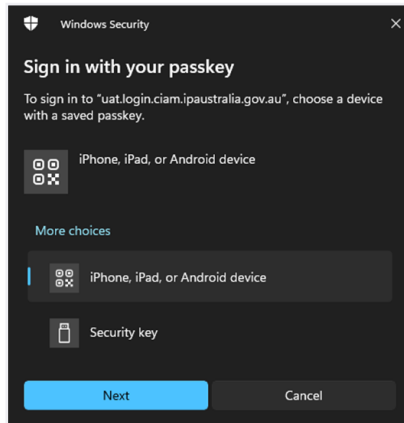 Windows Security
Sign in with your passkey
To sign in to "uat.login.ciam.ipaustralia.gov.au", choose a device
with a saved passkey.
iPhone, iPad, or Android device
More choices
iPhone, iPad, or Android device
Security key
Next
Cancel